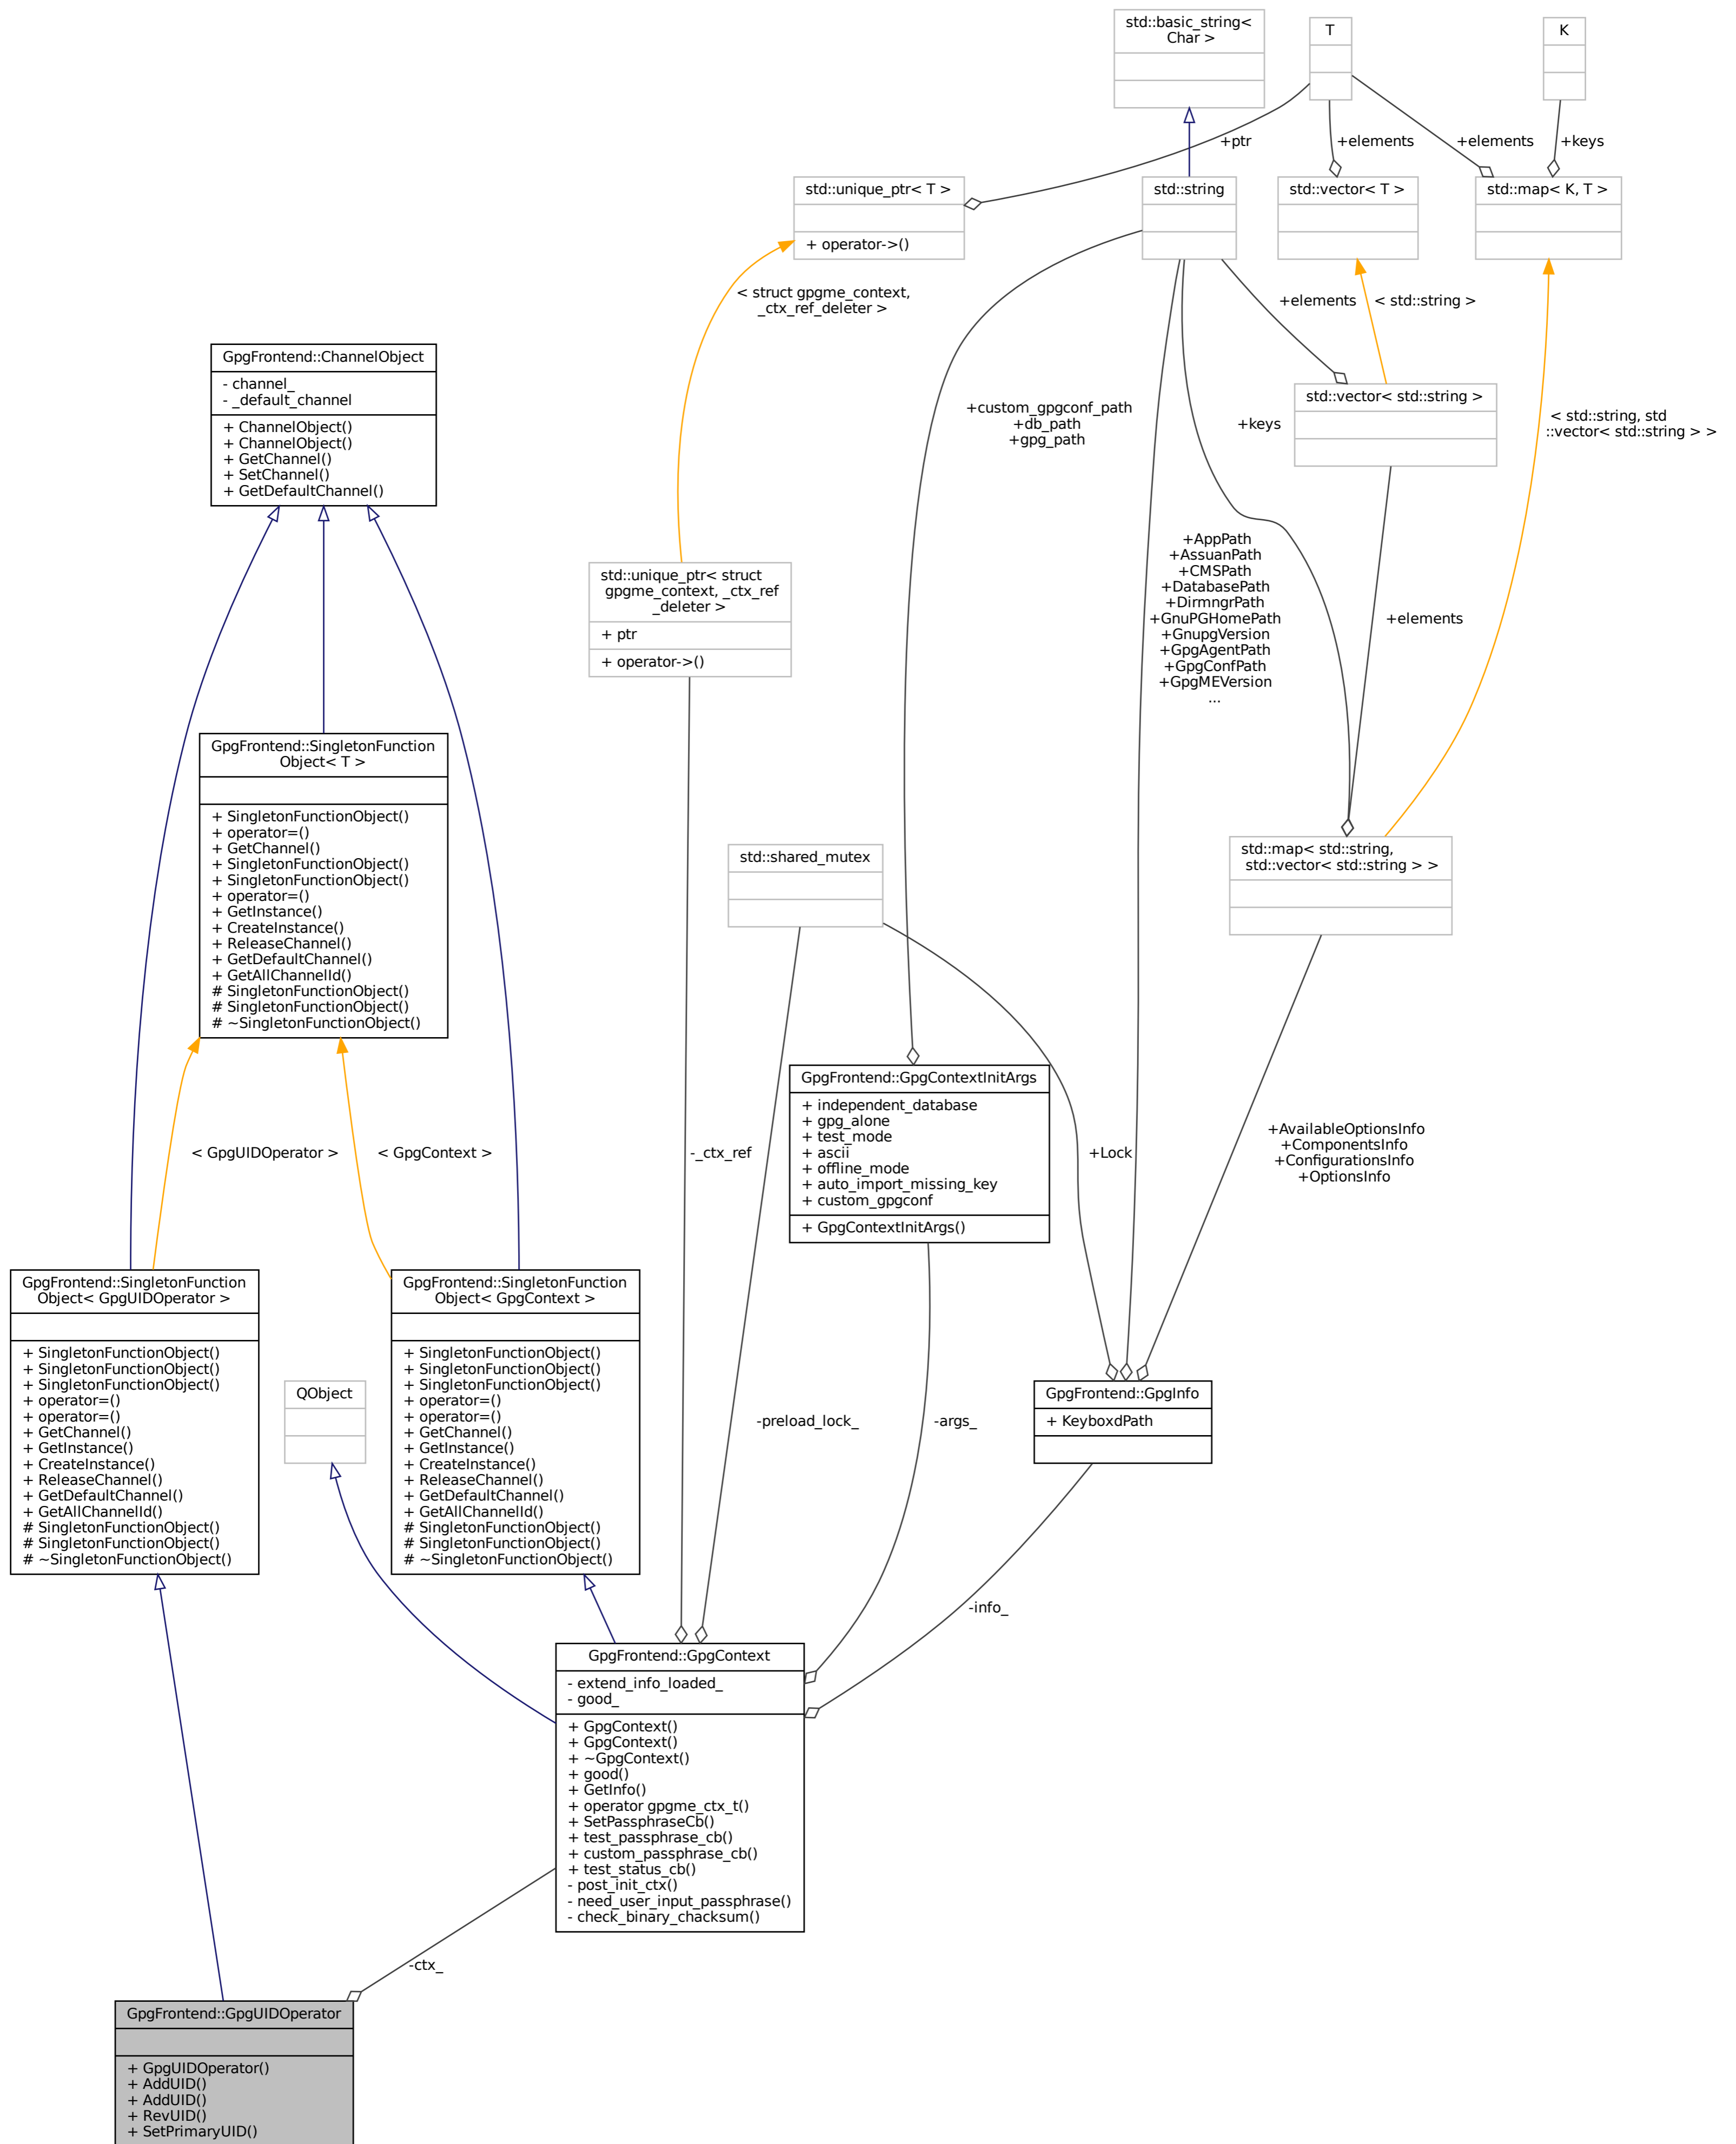 std::basic_string<
Char >
T
K
+ptr
+elements
+elements
+keys
std::unique_ptr< T >
+ operator->()
std::string
std::vector< T >
std::map< K, T >
< struct gpgme_context,
_ctx_ref_deleter >
+elements
< std::string >
GpgFrontend::ChannelObject
- channel_
- _default_channel
+ ChannelObject()
+ ChannelObject()
+ GetChannel()
+ SetChannel()
+ GetDefaultChannel()
+custom_gpgconf_path
+db_path
+gpg_path
+keys
std::vector< std::string >
< std::string, std
::vector< std::string > >
+AppPath
+AssuanPath
+CMSPath
+DatabasePath
+DirmngrPath
+GnuPGHomePath
+GnupgVersion
+GpgAgentPath
+GpgConfPath
+GpgMEVersion
...
+elements
std::unique_ptr< struct
gpgme_context, _ctx_ref
_deleter >
+ ptr
+ operator->()
GpgFrontend::SingletonFunction
Object< T >
+ SingletonFunctionObject()
+ operator=()
+ GetChannel()
+ SingletonFunctionObject()
+ SingletonFunctionObject()
+ operator=()
+ GetInstance()
+ CreateInstance()
+ ReleaseChannel()
+ GetDefaultChannel()
+ GetAllChannelId()
# SingletonFunctionObject()
# SingletonFunctionObject()
# ~SingletonFunctionObject()
std::shared_mutex
std::map< std::string,
std::vector< std::string > >
GpgFrontend::GpgContextInitArgs
+ independent_database
+ gpg_alone
+ test_mode
+ ascii
+ offline_mode
+ auto_import_missing_key
+ custom_gpgconf
+ GpgContextInitArgs()
< GpgUIDOperator >
< GpgContext >
-_ctx_ref
+Lock
+AvailableOptionsInfo
+ComponentsInfo
+ConfigurationsInfo
+OptionsInfo
GpgFrontend::SingletonFunction
Object< GpgUIDOperator >
+ SingletonFunctionObject()
+ SingletonFunctionObject()
+ SingletonFunctionObject()
+ operator=()
+ operator=()
+ GetChannel()
+ GetInstance()
+ CreateInstance()
+ ReleaseChannel()
+ GetDefaultChannel()
+ GetAllChannelId()
# SingletonFunctionObject()
# SingletonFunctionObject()
# ~SingletonFunctionObject()
QObject
GpgFrontend::SingletonFunction
Object< GpgContext >
+ SingletonFunctionObject()
+ SingletonFunctionObject()
+ SingletonFunctionObject()
+ operator=()
+ operator=()
+ GetChannel()
+ GetInstance()
+ CreateInstance()
+ ReleaseChannel()
+ GetDefaultChannel()
+ GetAllChannelId()
# SingletonFunctionObject()
# SingletonFunctionObject()
# ~SingletonFunctionObject()
-preload_lock_
-args_
GpgFrontend::GpgInfo
+ KeyboxdPath
-info_
GpgFrontend::GpgContext
- extend_info_loaded_
- good_
+ GpgContext()
+ GpgContext()
+ ~GpgContext()
+ good()
+ GetInfo()
+ operator gpgme_ctx_t()
+ SetPassphraseCb()
+ test_passphrase_cb()
+ custom_passphrase_cb()
+ test_status_cb()
- post_init_ctx()
- need_user_input_passphrase()
- check_binary_chacksum()
-ctx_
GpgFrontend::GpgUIDOperator
+ GpgUIDOperator()
+ AddUID()
+ AddUID()
+ RevUID()
+ SetPrimaryUID()